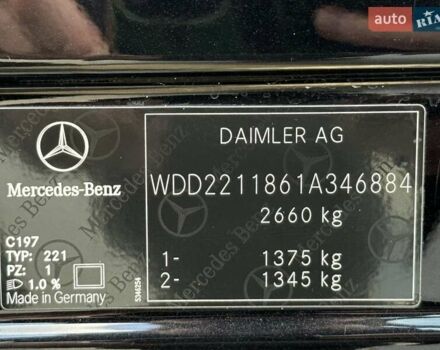 auto RIA
DAIMLER AG
WDD2211861A346884
2660 kg
1- 1375 kg
2- 1345 kg
Mercedes-Benz
C197
TYP: 221
PZ: 1
1.0 %
Made in Germany